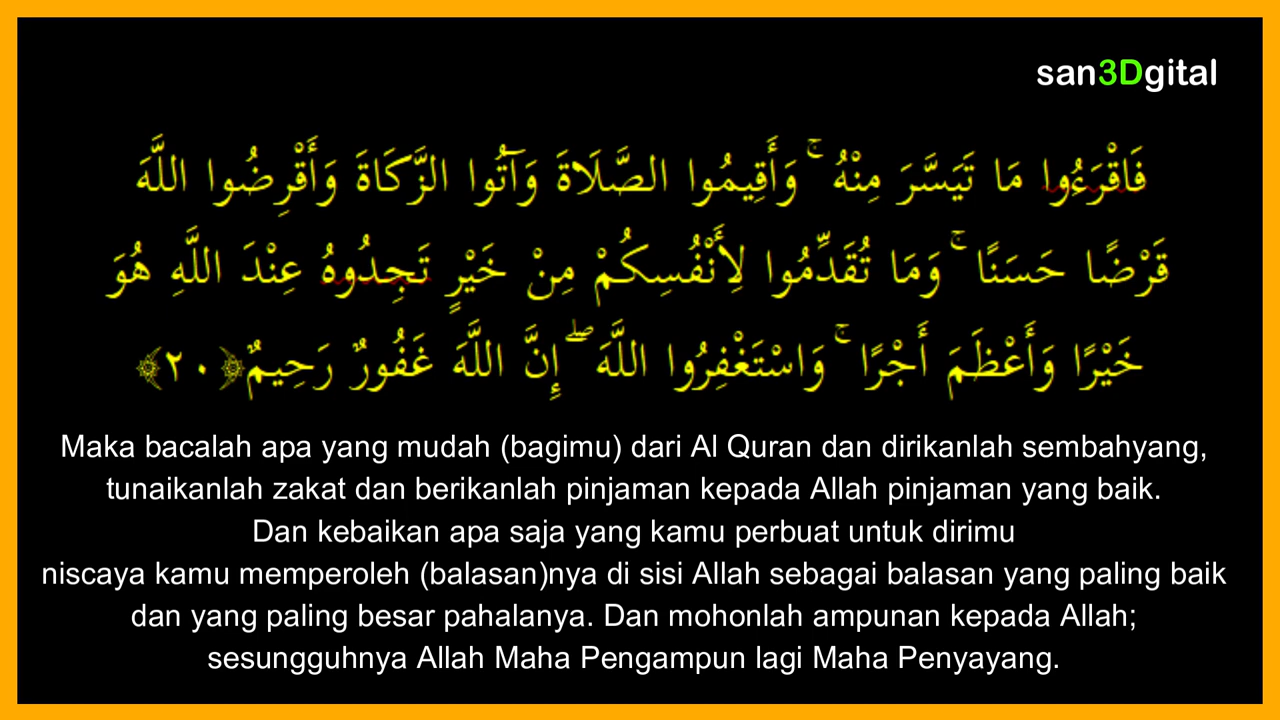 san3Dgital
فَاقْرَءُوا مَا تَيَسَّرَ مِنْهُ ۚ وَأَقِيمُوا الصَّلَاةَ وَآتُوا الزَّكَاةَ وَأَقْرِضُوا اللَّهَ
قَرْضًا حَسَنًا ۚ وَمَا تُقَدِّمُوا لِأَنْفُسِكُمْ مِنْ خَيْرٍ تَجِدُوهُ عِنْدَ اللَّهِ هُوَ
خَيْرًا وَأَعْظَمَ أَجْرًا ۚ وَاسْتَغْفِرُوا اللَّهَ ۖ إِنَّ اللَّهَ غَفُورٌ رَحِيمٌ﴿٢٠﴾
Maka bacalah apa yang mudah (bagimu) dari Al Quran dan dirikanlah sembahyang,
tunaikanlah zakat dan berikanlah pinjaman kepada Allah pinjaman yang baik.
Dan kebaikan apa saja yang kamu perbuat untuk dirimu
niscaya kamu memperoleh (balasan)nya di sisi Allah sebagai balasan yang paling baik
dan yang paling besar pahalanya. Dan mohonlah ampunan kepada Allah;
sesungguhnya Allah Maha Pengampun lagi Maha Penyayang.